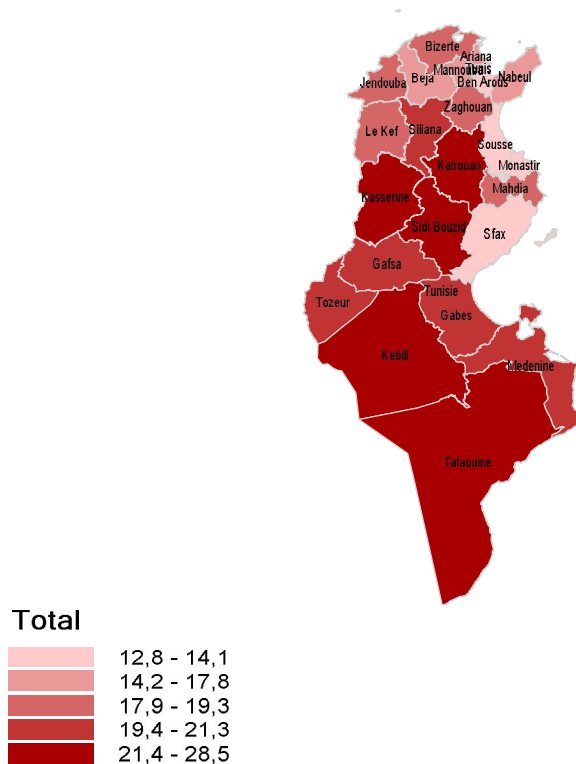 Bizerte
Ariana
Tunis
Mannouba
Nabeul
Beja
Ben Arous
Jendouba
Zaghouan
Le Kef
Siliana
Sousse
Kairouan
Monastir
Mahdia
Kasserine
Sidi Bouzid
Sfax
Gafsa
Tunisie
Tozeur
Gabes
Kebili
Medenine
Tataouine
Total
12,8 - 14,1
14,2 - 17,8
17,9 - 19,3
19,4 - 21,3
21,4 - 28,5